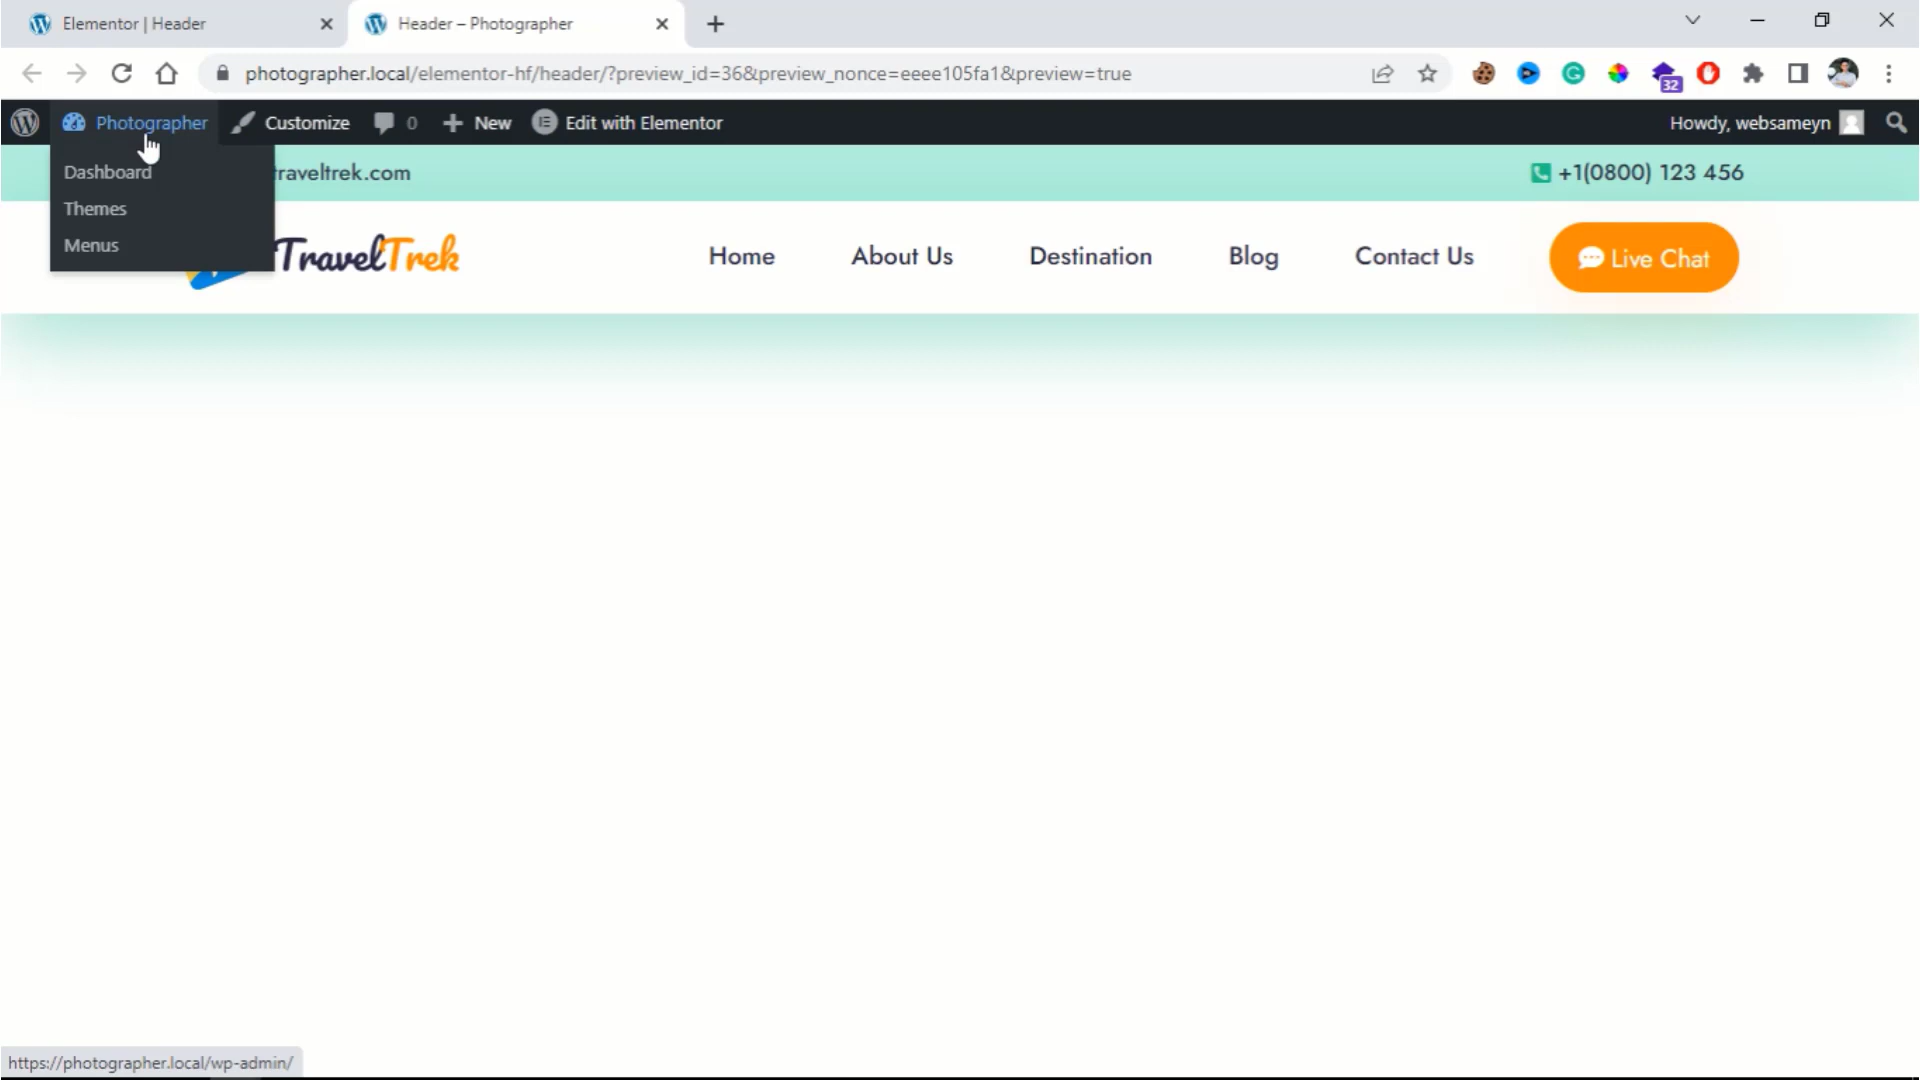 Elementor | Header
Header – Photographer
photographer.local/elementor-hf/header/?preview_id=36&preview_nonce=eeee105fa1&preview=true
32
Photographer Customize 0 New Edit with Elementor Howdy, websameyn
Dashboard traveltrek.com +1(0800) 123 456
Themes
Menus
TravelTrek Home About Us Destination Blog Contact Us Live Chat
https://photographer.local/wp-admin/